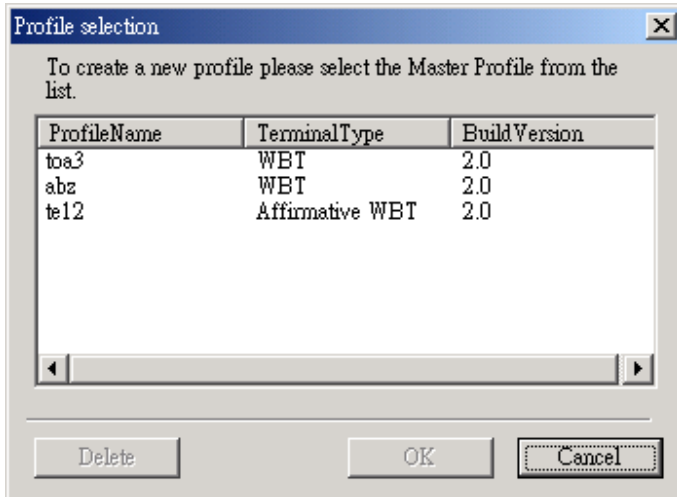 Profile selection
To create a new profile please select the Master Profile from the
list.
ProfileName TerminalType BuildVersion
toa3 WBT 2.0
abz WBT 2.0
te12 Affirmative WBT 2.0
Delete OK Cancel